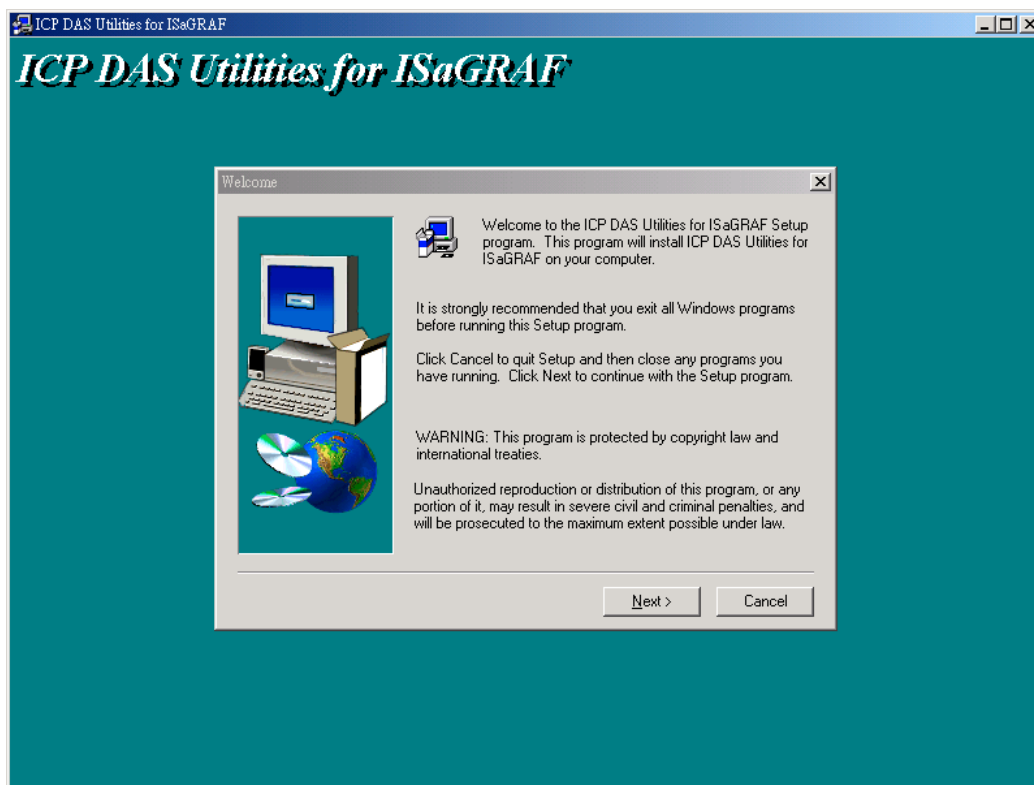 ICP DAS Utilities for ISaGRAF
ICP DAS Utilities for ISaGRAF
Welcome
Welcome to the ICP DAS Utilities for ISaGRAF Setup
program.  This program will install ICP DAS Utilities for
ISaGRAF on your computer.
It is strongly recommended that you exit all Windows programs
before running this Setup program.
Click Cancel to quit Setup and then close any programs you
have running.  Click Next to continue with the Setup program.
WARNING: This program is protected by copyright law and
international treaties.
Unauthorized reproduction or distribution of this program, or any
portion of it, may result in severe civil and criminal penalties, and
will be prosecuted to the maximum extent possible under law.
Next >
Cancel